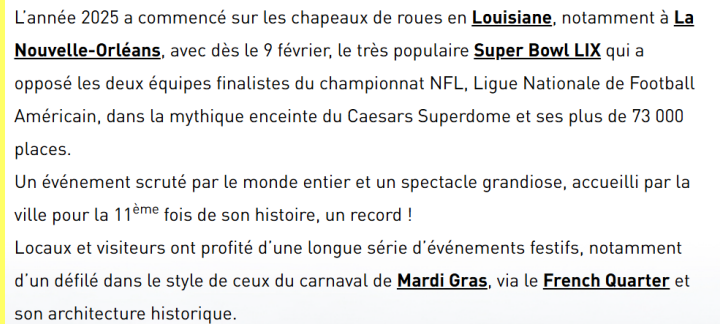 L’année 2025 a commencé sur les chapeaux de roues en Louisiane, notamment à La
Nouvelle-Orléans, avec dès le 9 février, le très populaire Super Bowl LIX qui a
opposé les deux équipes finalistes du championnat NFL, Ligue Nationale de Football
Américain, dans la mythique enceinte du Caesars Superdome et ses plus de 73 000
places.
Un événement scruté par le monde entier et un spectacle grandiose, accueilli par la
ville pour la 11ème fois de son histoire, un record !
Locaux et visiteurs ont profité d’une longue série d’événements festifs, notamment
d’un défilé dans le style de ceux du carnaval de Mardi Gras, via le French Quarter et
son architecture historique.